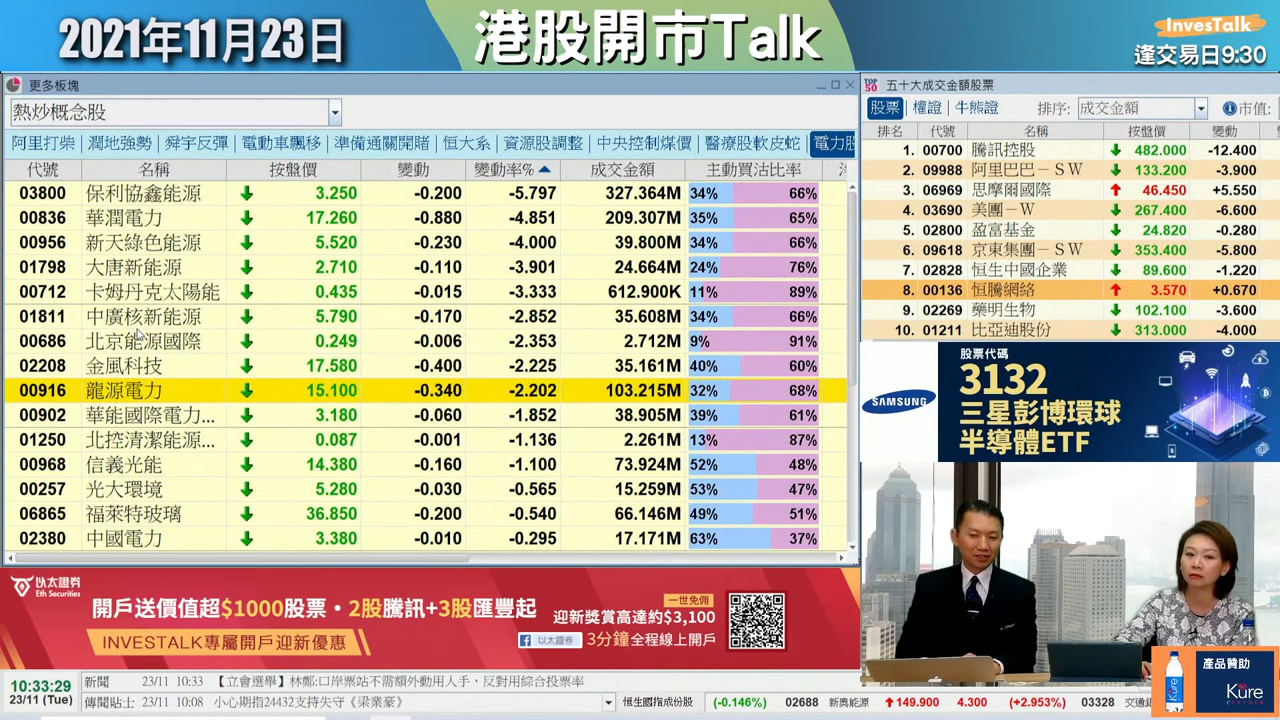 2021年11月23日
港股開市Talk
InvesTalk
逢交易日9:30
更多板塊
熱炒概念股
阿里打柴 潤地強勢 舜宇反彈 電動車飄移 準備通關開賭 恒大系 資源股調整 中央控制煤價 醫療股軟皮蛇 電力股
代號 名稱 按盤價 變動 變動率% 成交金額 主動買沽比率
03800 保利協鑫能源 3.250 -0.200 -5.797 327.364M 34% 66%
00836 華潤電力 17.260 -0.880 -4.851 209.307M 35% 65%
00956 新天綠色能源 5.520 -0.230 -4.000 39.800M 34% 66%
01798 大唐新能源 2.710 -0.110 -3.901 24.664M 24% 76%
00712 卡姆丹克太陽能 0.435 -0.015 -3.333 612.900K 11% 89%
01811 中廣核新能源 5.790 -0.170 -2.852 35.608M 34% 66%
00686 北京能源國際 0.249 -0.006 -2.353 2.712M 9% 91%
02208 金風科技 17.580 -0.400 -2.225 35.161M 40% 60%
00916 龍源電力 15.100 -0.340 -2.202 103.215M 32% 68%
00902 華能國際電力... 3.180 -0.060 -1.852 38.905M 39% 61%
01250 北控清潔能源... 0.087 -0.001 -1.136 2.261M 13% 87%
00968 信義光能 14.380 -0.160 -1.100 73.924M 52% 48%
00257 光大環境 5.280 -0.030 -0.565 15.259M 53% 47%
06865 福萊特玻璃 36.850 -0.200 -0.540 66.146M 49% 51%
02380 中國電力 3.380 -0.010 -0.295 17.171M 63% 37%
TOP 50 五十大成交金額股票
股票 權證 牛熊證 排序: 成交金額 市值:
排名 代號 名稱 按盤價 變動
1. 00700 騰訊控股 482.000 -12.400
2. 09988 阿里巴巴－ＳＷ 133.200 -3.900
3. 06969 思摩爾國際 46.450 +5.550
4. 03690 美團－Ｗ 267.400 -6.600
5. 02800 盈富基金 24.820 -0.280
6. 09618 京東集團－ＳＷ 353.400 -5.800
7. 02828 恒生中國企業 89.600 -1.220
8. 00136 恒騰網絡 3.570 +0.670
9. 02269 藥明生物 102.100 -3.600
10. 01211 比亞迪股份 313.000 -4.000
SAMSUNG
股票代碼
3132
三星彭博環球
半導體ETF
以太證券
Eth Securities
開戶送價值超$1000股票・2股騰訊+3股匯豐起
INVESTALK專屬開戶迎新優惠
一世免佣
迎新獎賞高達約$3,100
以太證券 3分鐘全程線上開戶
產品贊助
Kure
10:33:29
23/11 (Tue)
新聞 23/11 10:33 【立會選舉】林鄭:口岸票站不需額外動用人手，反對用綜合投票率
傳聞貼士 23/11 小心期指24432支持失守《梁業豪》
恒生國指成份股 (-0.146%) 02688 新奧能源 149.900 4.300 (+2.953%) 03328